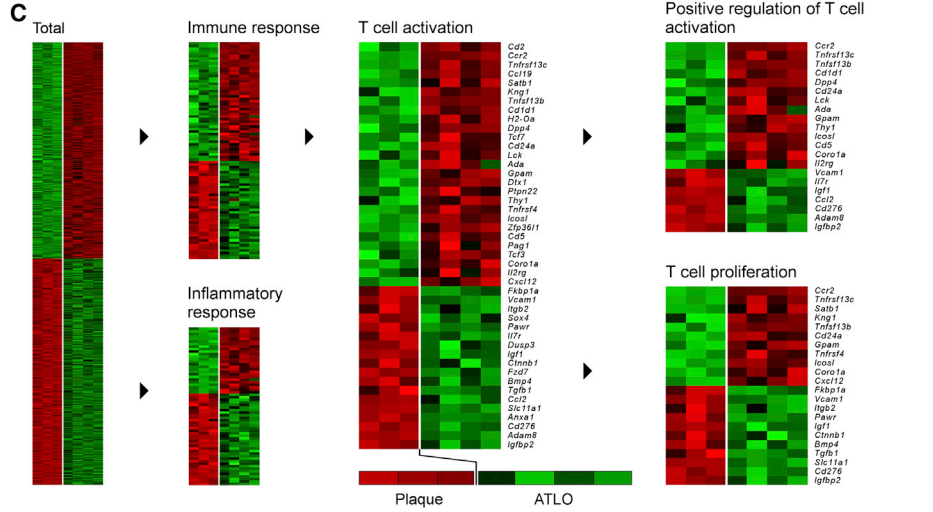 C
Total
Immune response
Inflammatory
response
T cell activation
Cd2
Ccr2
Tnfrsf13c
Ccl19
Satb1
Kng1
Tnfsf13b
Cd1d1
H2-Oa
Dpp4
Tcf7
Cd24a
Lck
Ada
Gpam
Dtx1
Ptpn22
Thy1
Tnfrsf4
Icosl
Zfp36l1
Cd5
Pag1
Tcf3
Coro1a
Il2rg
Cxcl12
Fkbp1a
Vcam1
Itgb2
Sox4
Pawr
Il7r
Dusp3
Igf1
Ctnnb1
Fzd7
Bmp4
Tgfb1
Ccl2
Slc11a1
Anxa1
Cd276
Adam8
Igfbp2
Plaque
ATLO
Positive regulation of T cell
activation
Ccr2
Tnfrsf13c
Tnfsf13b
Cd1d1
Dpp4
Cd24a
Lck
Ada
Gpam
Thy1
Icosl
Cd5
Coro1a
Il2rg
Vcam1
Il7r
Igf1
Ccl2
Cd276
Adam8
Igfbp2
T cell proliferation
Ccr2
Tnfrsf13c
Satb1
Kng1
Tnfsf13b
Cd24a
Gpam
Tnfrsf4
Icosl
Coro1a
Cxcl12
Fkbp1a
Vcam1
Itgb2
Pawr
Igf1
Ctnnb1
Bmp4
Tgfb1
Slc11a1
Cd276
Igfbp2